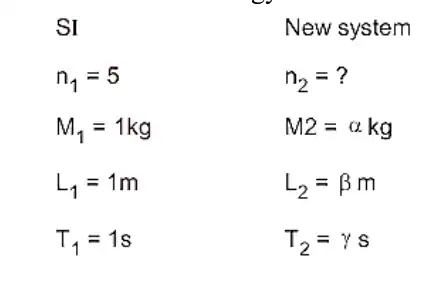 SI New system
n₁ = 5 n₂ = ?
M₁ = 1kg M2 = α kg
L₁ = 1m L₂ = β m
T₁ = 1s T₂ = γ s